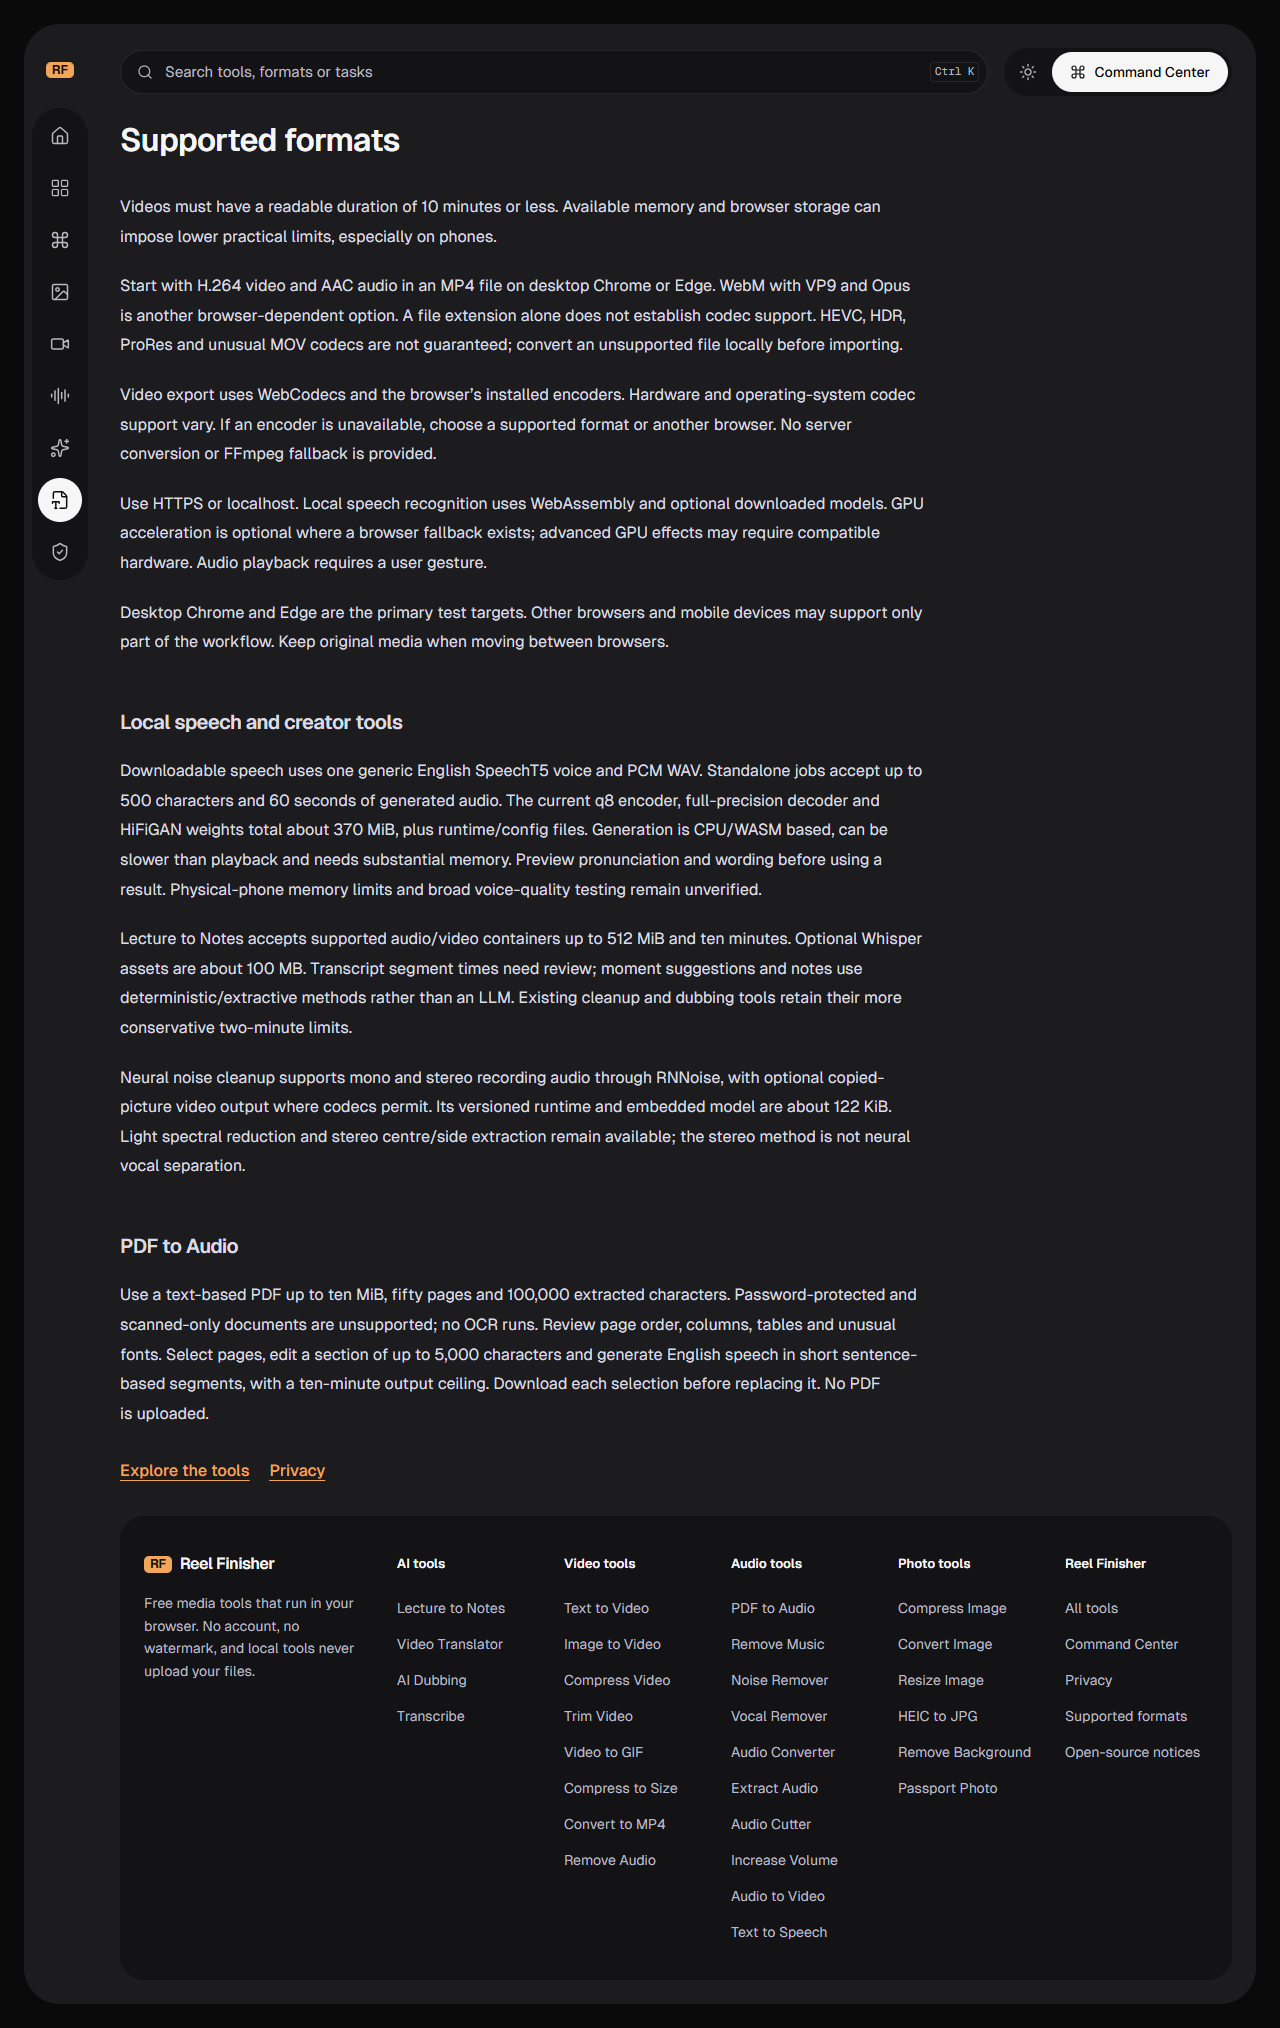 RF
Search tools, formats or tasks
Ctrl K
Command Center
Supported formats
Videos must have a readable duration of 10 minutes or less. Available memory and browser storage can
impose lower practical limits, especially on phones.
Start with H.264 video and AAC audio in an MP4 file on desktop Chrome or Edge. WebM with VP9 and Opus
is another browser-dependent option. A file extension alone does not establish codec support. HEVC, HDR,
ProRes and unusual MOV codecs are not guaranteed; convert an unsupported file locally before importing.
Video export uses WebCodecs and the browser’s installed encoders. Hardware and operating-system codec
support vary. If an encoder is unavailable, choose a supported format or another browser. No server
conversion or FFmpeg fallback is provided.
Use HTTPS or localhost. Local speech recognition uses WebAssembly and optional downloaded models. GPU
acceleration is optional where a browser fallback exists; advanced GPU effects may require compatible
hardware. Audio playback requires a user gesture.
Desktop Chrome and Edge are the primary test targets. Other browsers and mobile devices may support only
part of the workflow. Keep original media when moving between browsers.
Local speech and creator tools
Downloadable speech uses one generic English SpeechT5 voice and PCM WAV. Standalone jobs accept up to
500 characters and 60 seconds of generated audio. The current q8 encoder, full-precision decoder and
HiFiGAN weights total about 370 MiB, plus runtime/config files. Generation is CPU/WASM based, can be
slower than playback and needs substantial memory. Preview pronunciation and wording before using a
result. Physical-phone memory limits and broad voice-quality testing remain unverified.
Lecture to Notes accepts supported audio/video containers up to 512 MiB and ten minutes. Optional Whisper
assets are about 100 MB. Transcript segment times need review; moment suggestions and notes use
deterministic/extractive methods rather than an LLM. Existing cleanup and dubbing tools retain their more
conservative two-minute limits.
Neural noise cleanup supports mono and stereo recording audio through RNNoise, with optional copied-
picture video output where codecs permit. Its versioned runtime and embedded model are about 122 KiB.
Light spectral reduction and stereo centre/side extraction remain available; the stereo method is not neural
vocal separation.
PDF to Audio
Use a text-based PDF up to ten MiB, fifty pages and 100,000 extracted characters. Password-protected and
scanned-only documents are unsupported; no OCR runs. Review page order, columns, tables and unusual
fonts. Select pages, edit a section of up to 5,000 characters and generate English speech in short sentence-
based segments, with a ten-minute output ceiling. Download each selection before replacing it. No PDF
is uploaded.
Explore the tools Privacy
RF Reel Finisher
Free media tools that run in your
browser. No account, no
watermark, and local tools never
upload your files.
AI tools
Lecture to Notes
Video Translator
AI Dubbing
Transcribe
Video tools
Text to Video
Image to Video
Compress Video
Trim Video
Video to GIF
Compress to Size
Convert to MP4
Remove Audio
Audio tools
PDF to Audio
Remove Music
Noise Remover
Vocal Remover
Audio Converter
Extract Audio
Audio Cutter
Increase Volume
Audio to Video
Text to Speech
Photo tools
Compress Image
Convert Image
Resize Image
HEIC to JPG
Remove Background
Passport Photo
Reel Finisher
All tools
Command Center
Privacy
Supported formats
Open-source notices